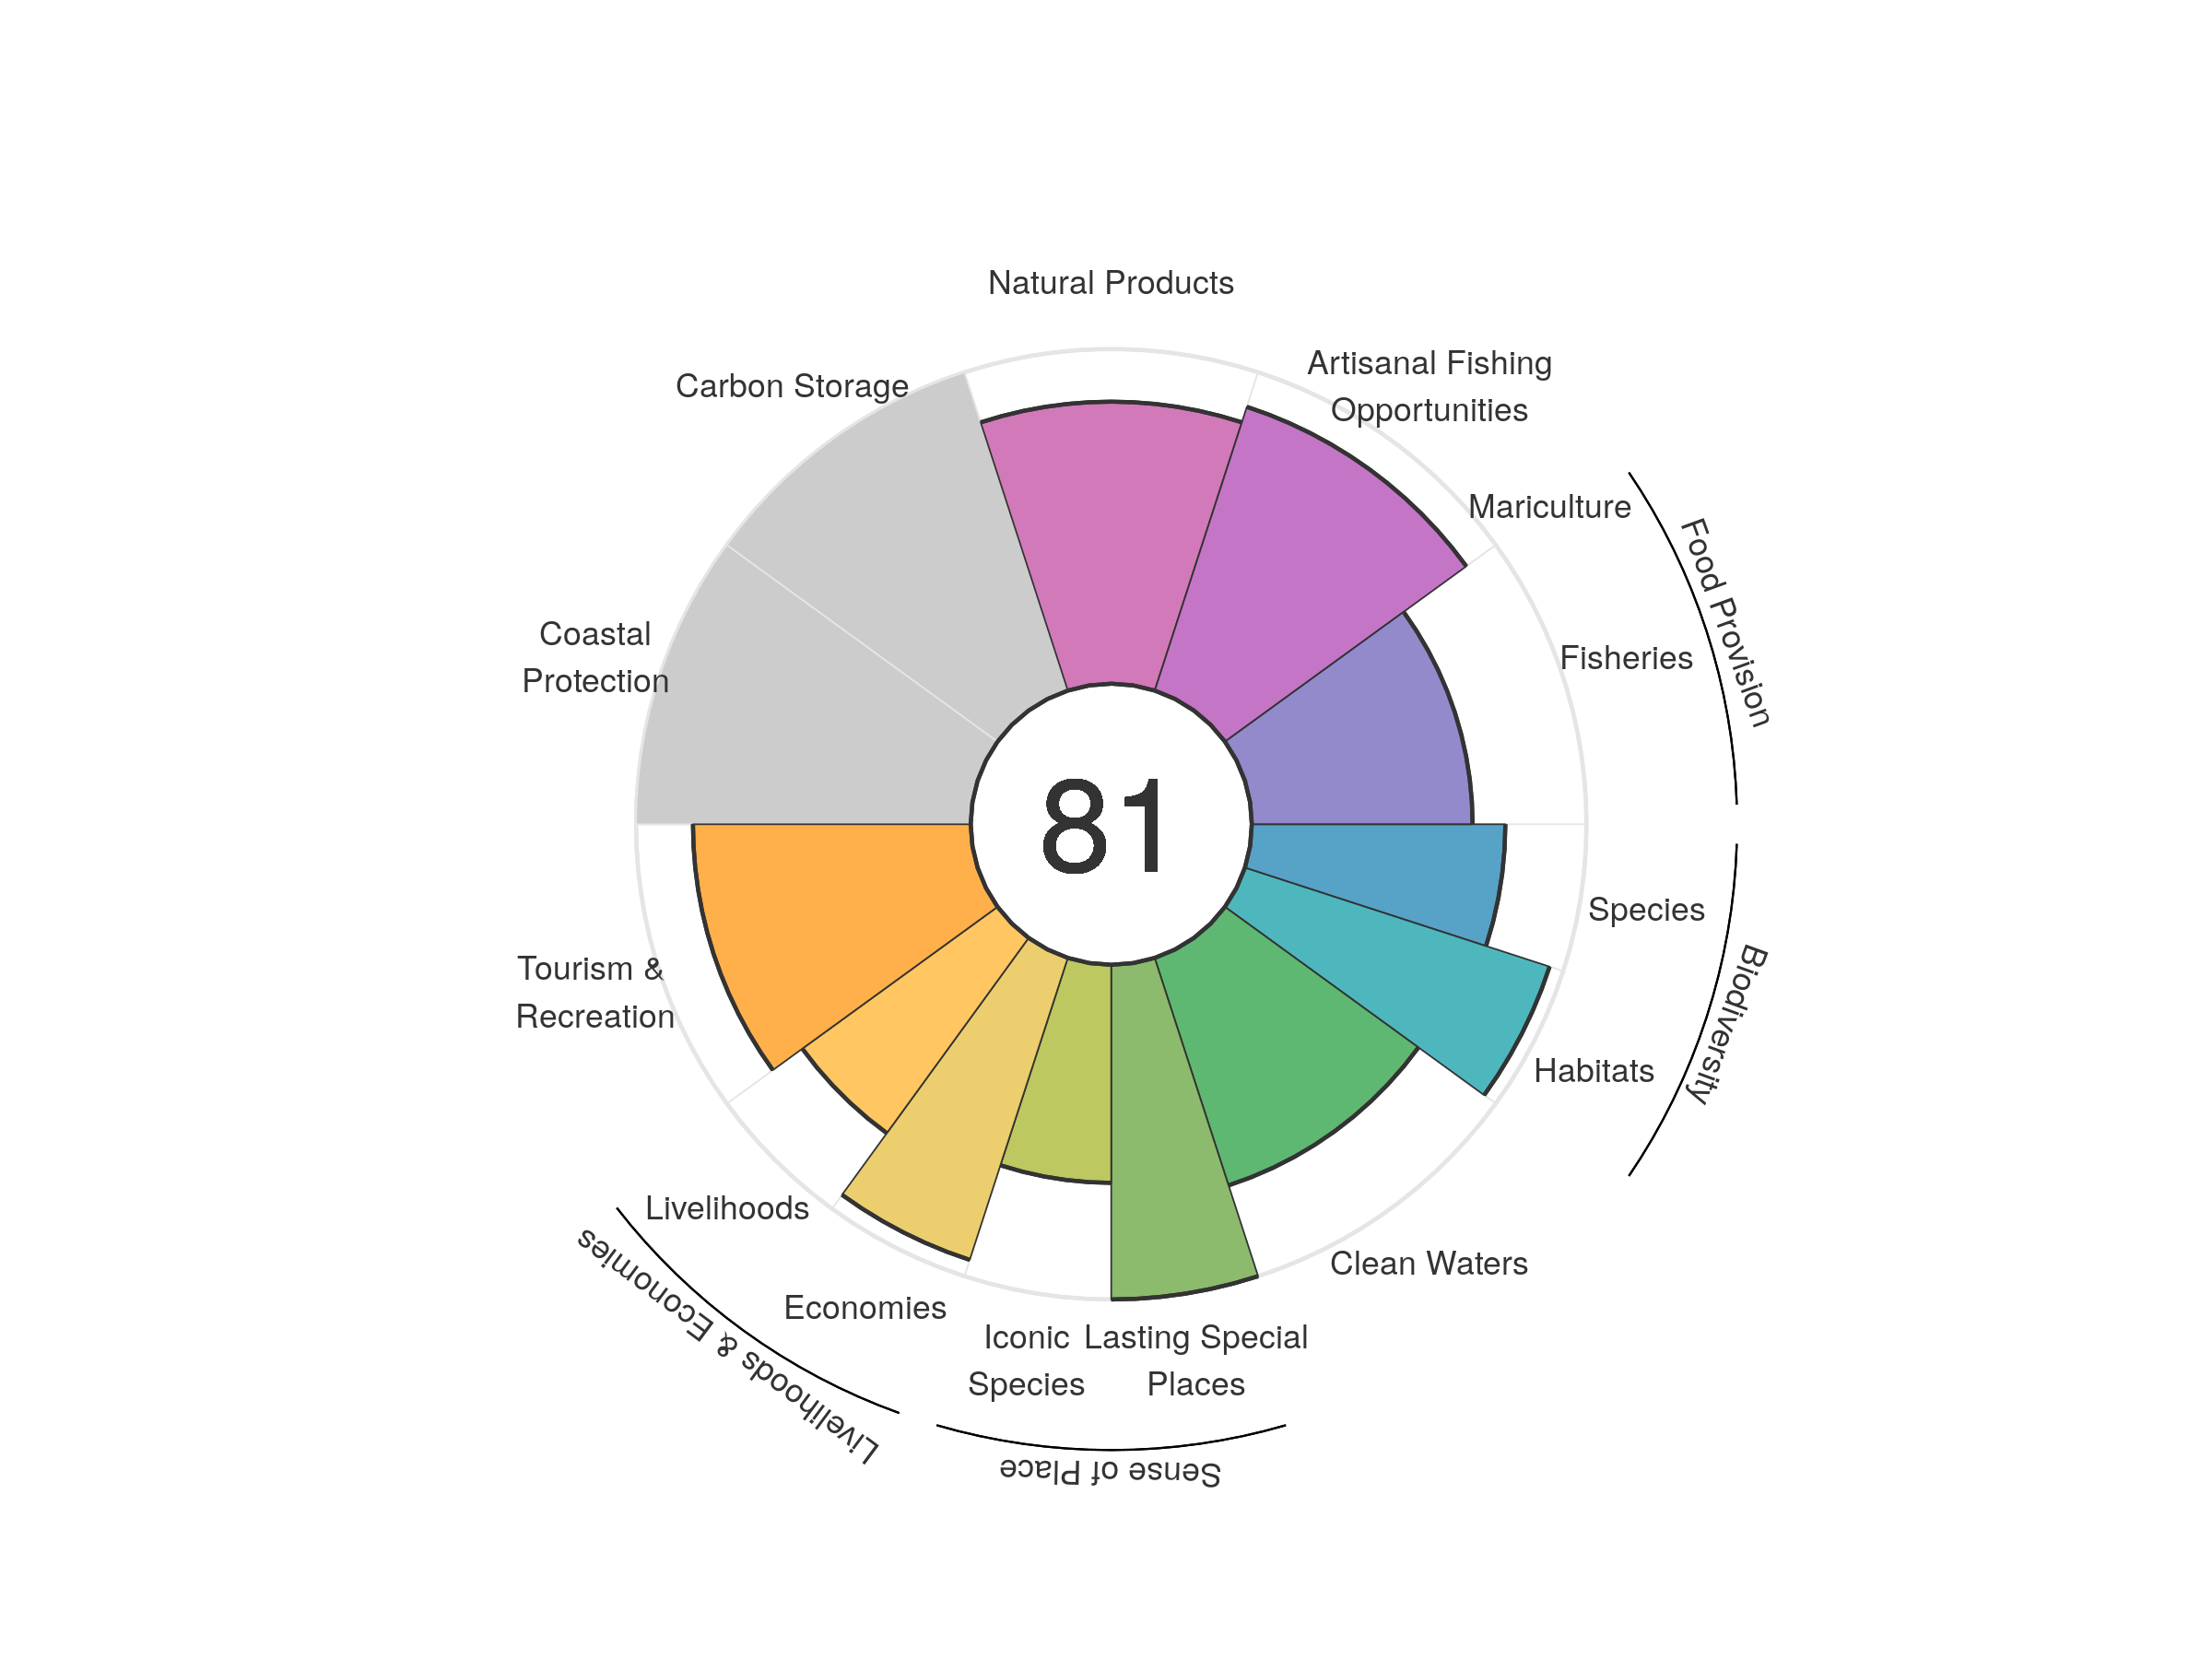 Natural Products
Artisanal Fishing
Opportunities
Carbon Storage
Mariculture
Food Provision
Coastal
Protection
Fisheries
81
Species
Biodiversity
Tourism &
Recreation
Habitats
Livelihoods
Clean Waters
Livelihoods & Economies
Economies
Iconic
Species
Lasting Special
Places
Sense of Place